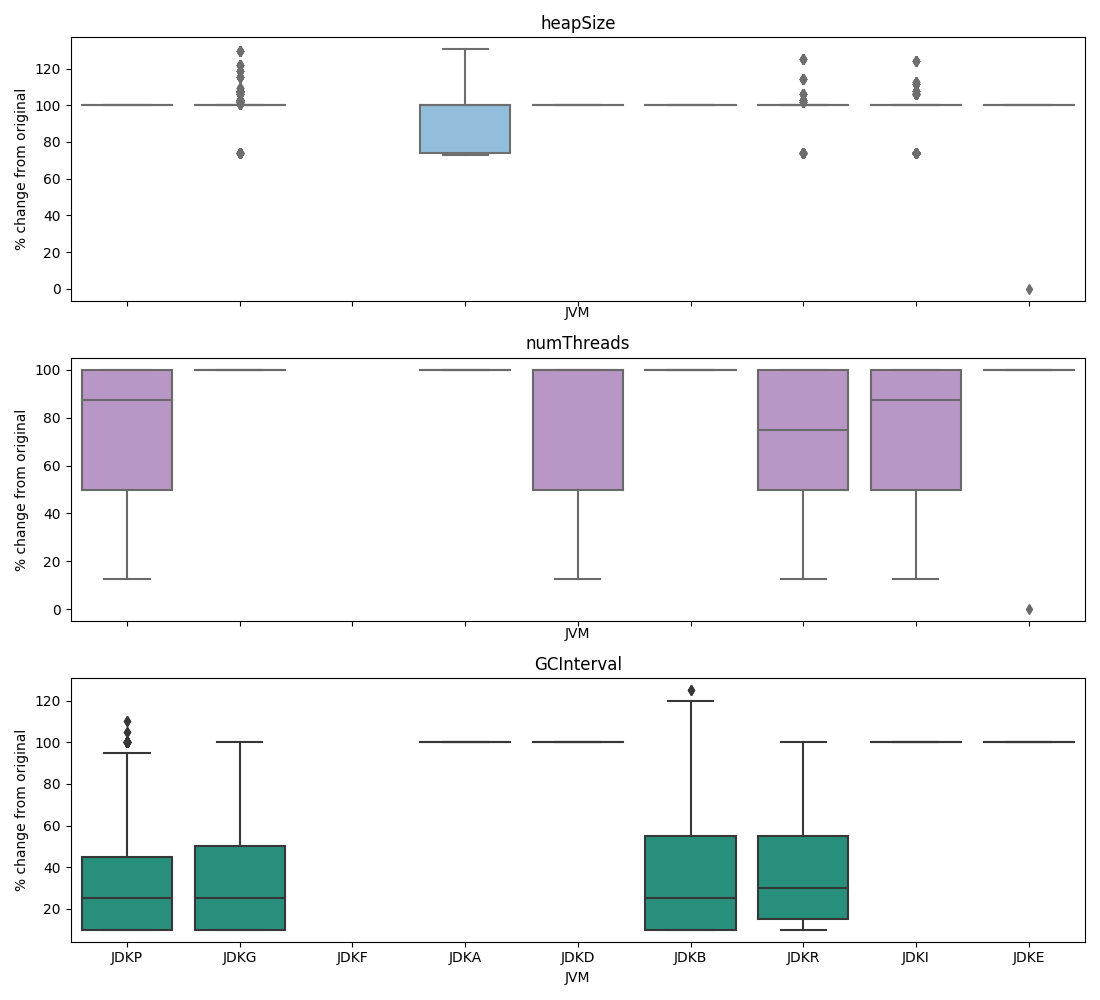 heapSize
% change from original
120
100
80
60
40
20
0
JVM
numThreads
% change from original
100
80
60
40
20
0
JVM
GCInterval
% change from original
120
100
80
60
40
20
JDKP JDKG JDKF JDKA JDKD JDKB JDKR JDKI JDKE
JVM